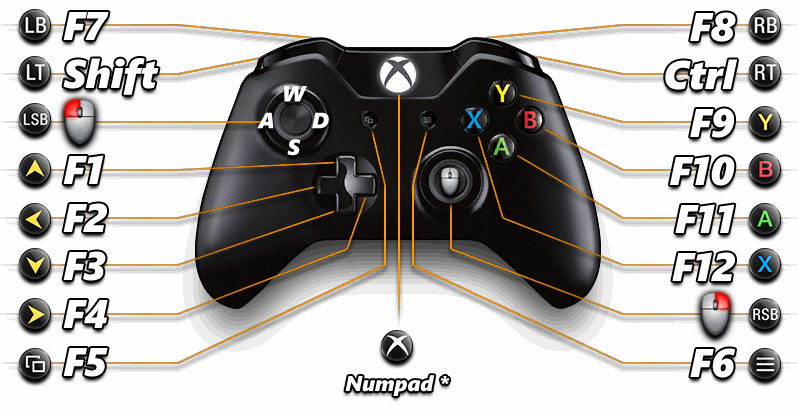 LB F7
F8 RB
LT Shift
Ctrl RT
LSB
W
A D
S
Y
X B
A
F9 Y
F1
F10 B
F2
F11 A
F3
F12 X
F4
RSB
F5
F6
Numpad *